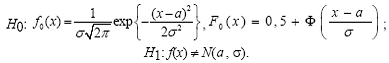 H₀: f₀(x) = 1/(σ√2π) exp{−(x−a)²/2σ²}, F₀(x) = 0,5 + Φ((x−a)/σ);
H₁: f(x) ≠ N(a, σ).